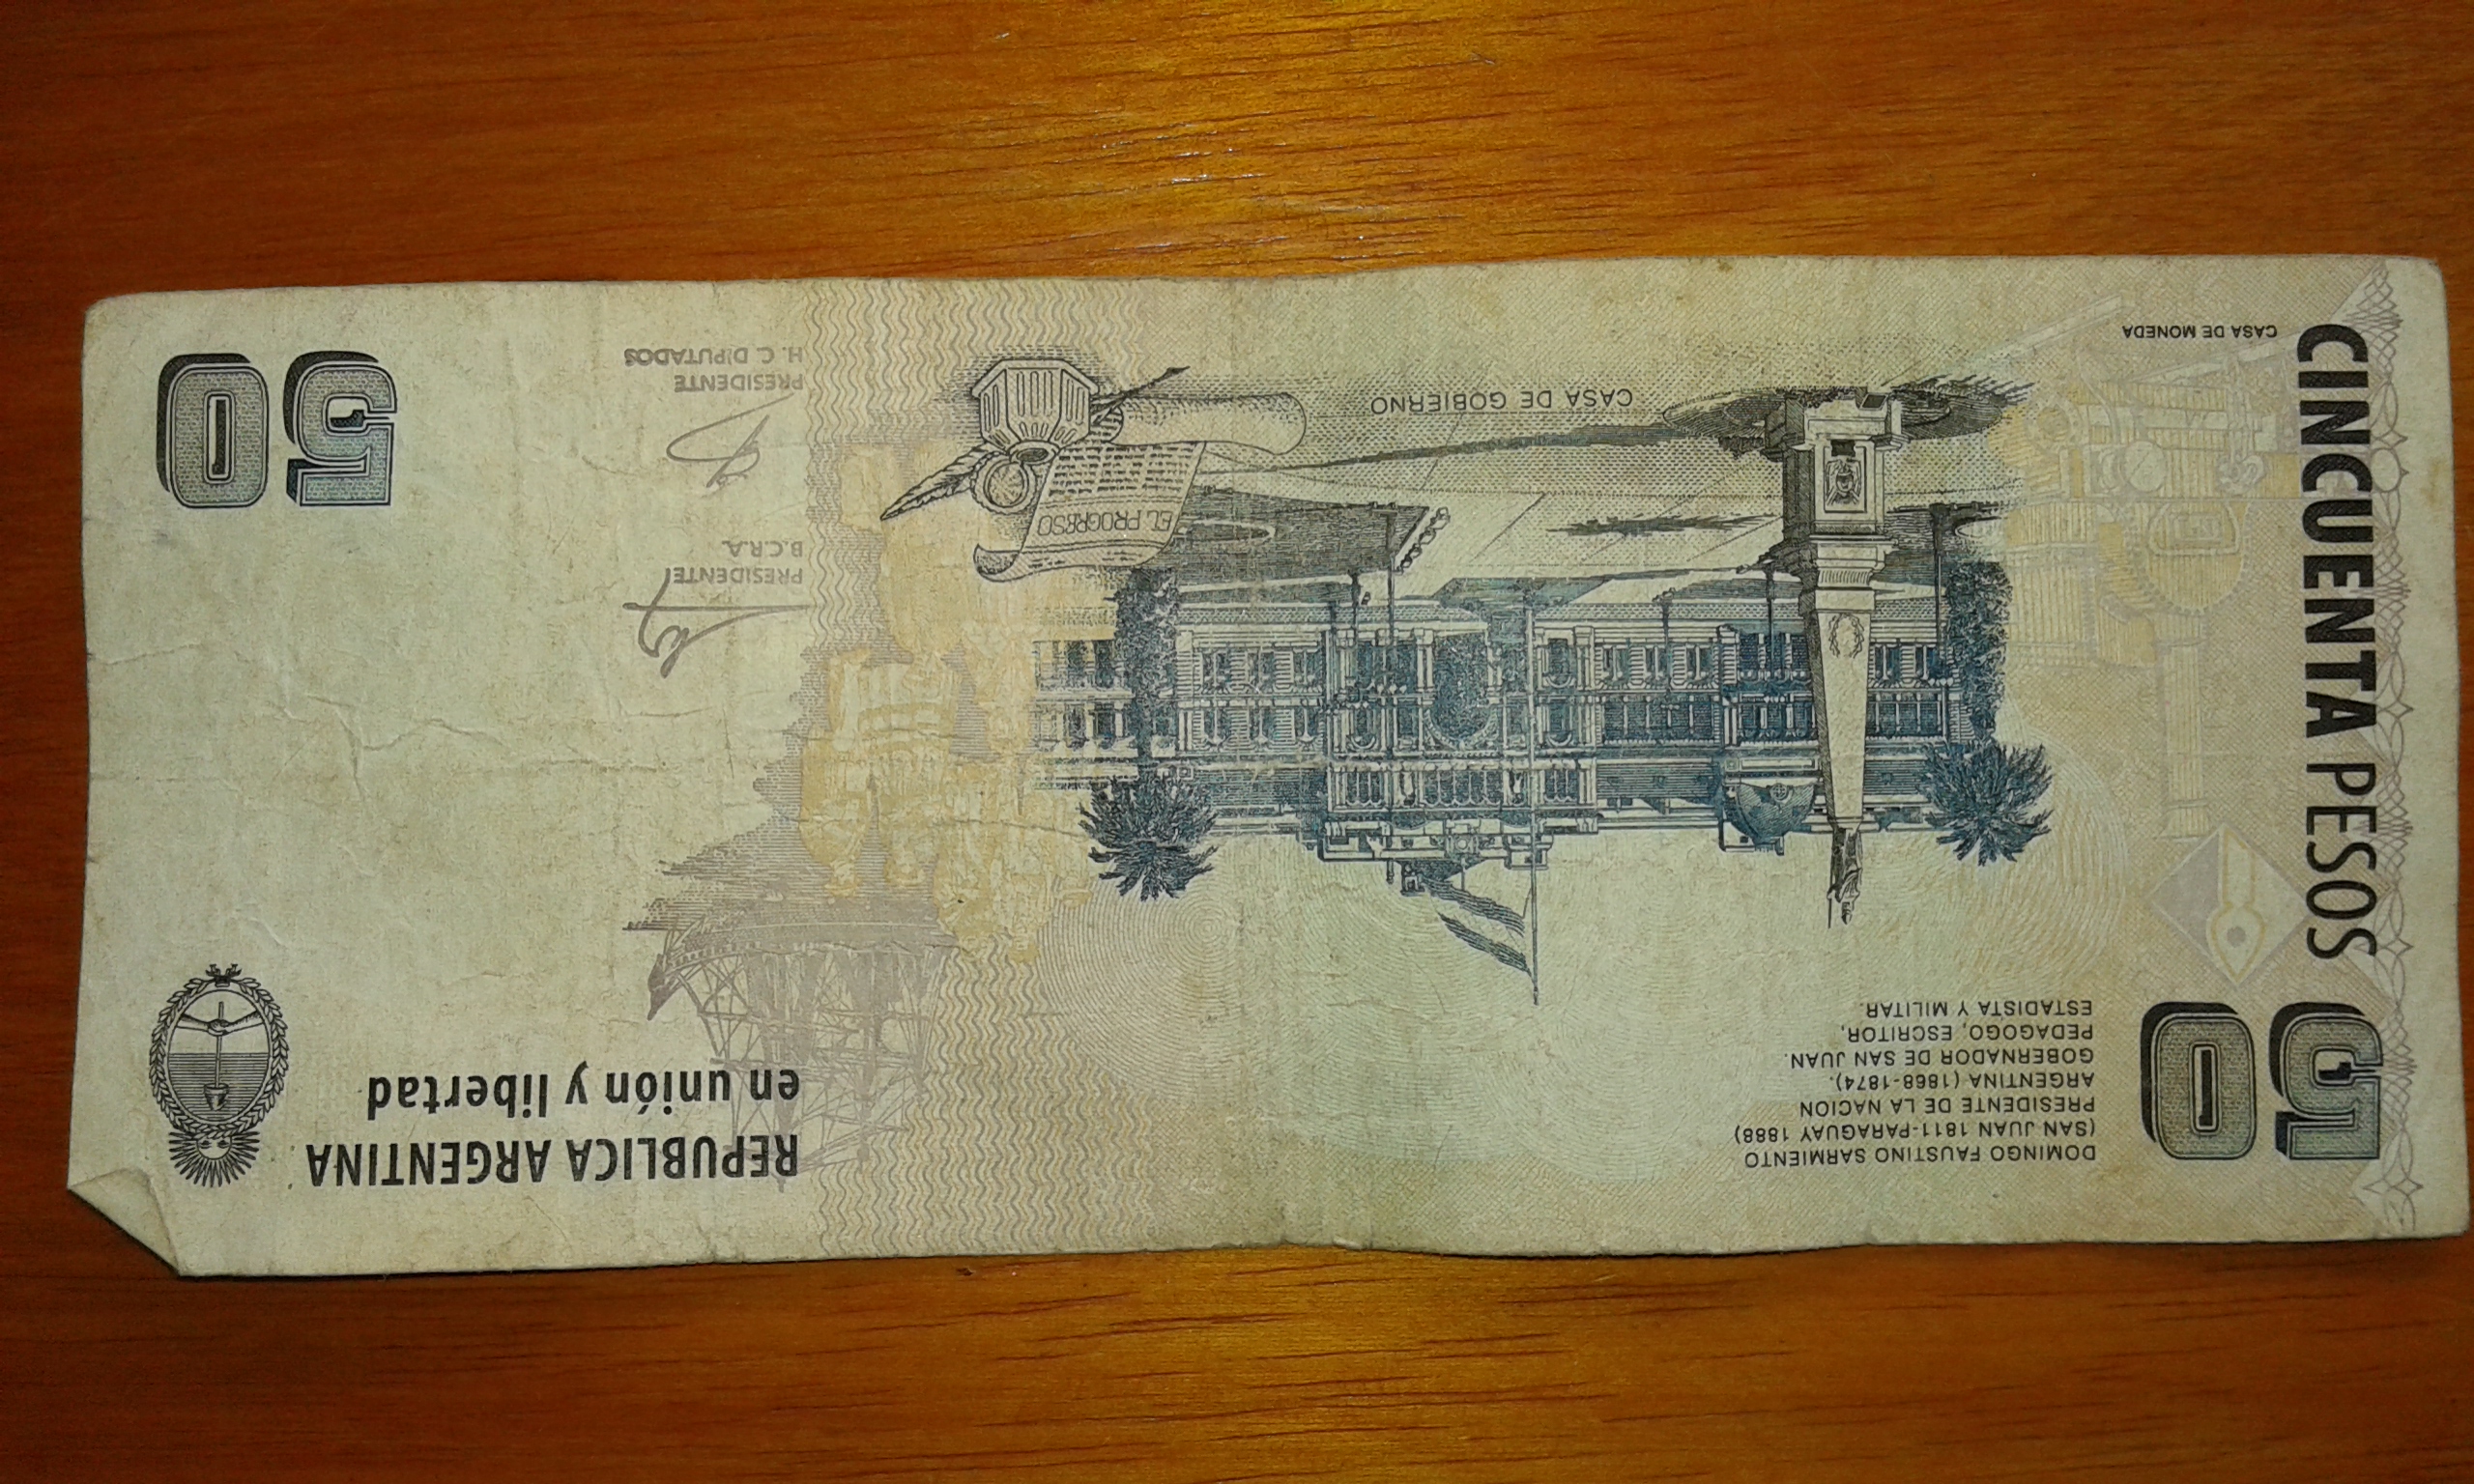 50
DOMINGO FAUSTINO SARMIENTO
(SAN JUAN 1811-PARAGUAY 1888)
PRESIDENTE DE LA NACION
ARGENTINA (1868-1874).
GOBERNADOR DE SAN JUAN.
PEDAGOGO, ESCRITOR,
ESTADISTA Y MILITAR.
REPUBLICA ARGENTINA
en unión y libertad
CINCUENTA PESOS
PRESIDENTE
B.C.R.A.
EL PROGRESO
CASA DE GOBIERNO
PRESIDENTE
H. C. DIPUTADOS
50
CASA DE MONEDA